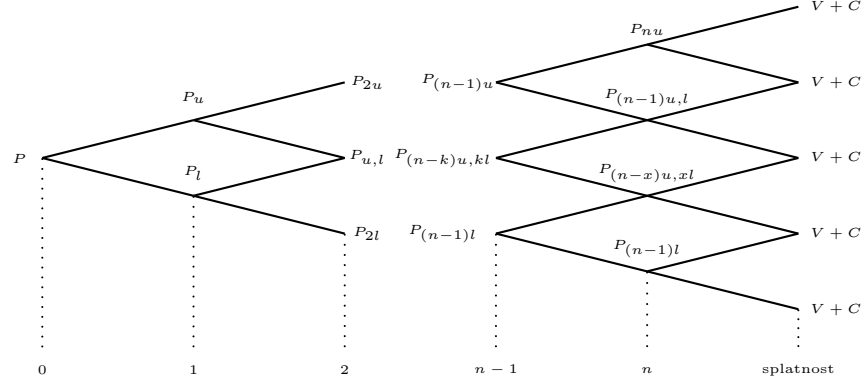 V + C
P_{nu}
P_{2u} P_{(n−1)u} V + C
P_u P_{(n−1)u,l}
P P_{u,l} P_{(n−k)u,kl} V + C
P_l P_{(n−x)u,xl}
P_{2l} P_{(n−1)l} V + C
P_{(n−1)l}
V + C
0 1 2 n − 1 n splatnost